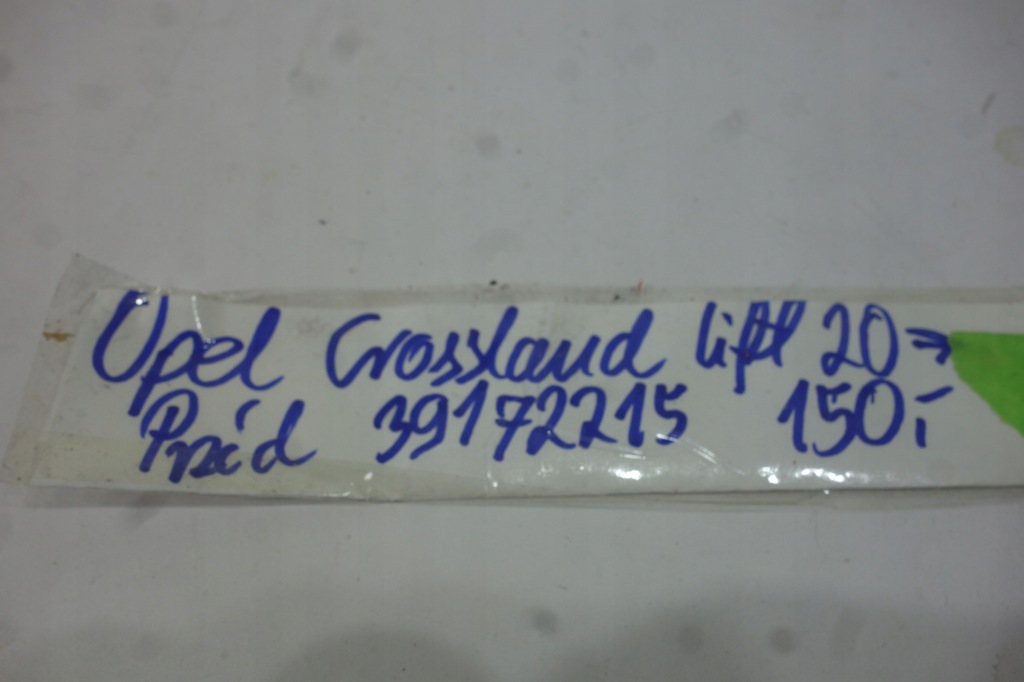 Opel Crossland lift 20→
Przód 39172215 150,-